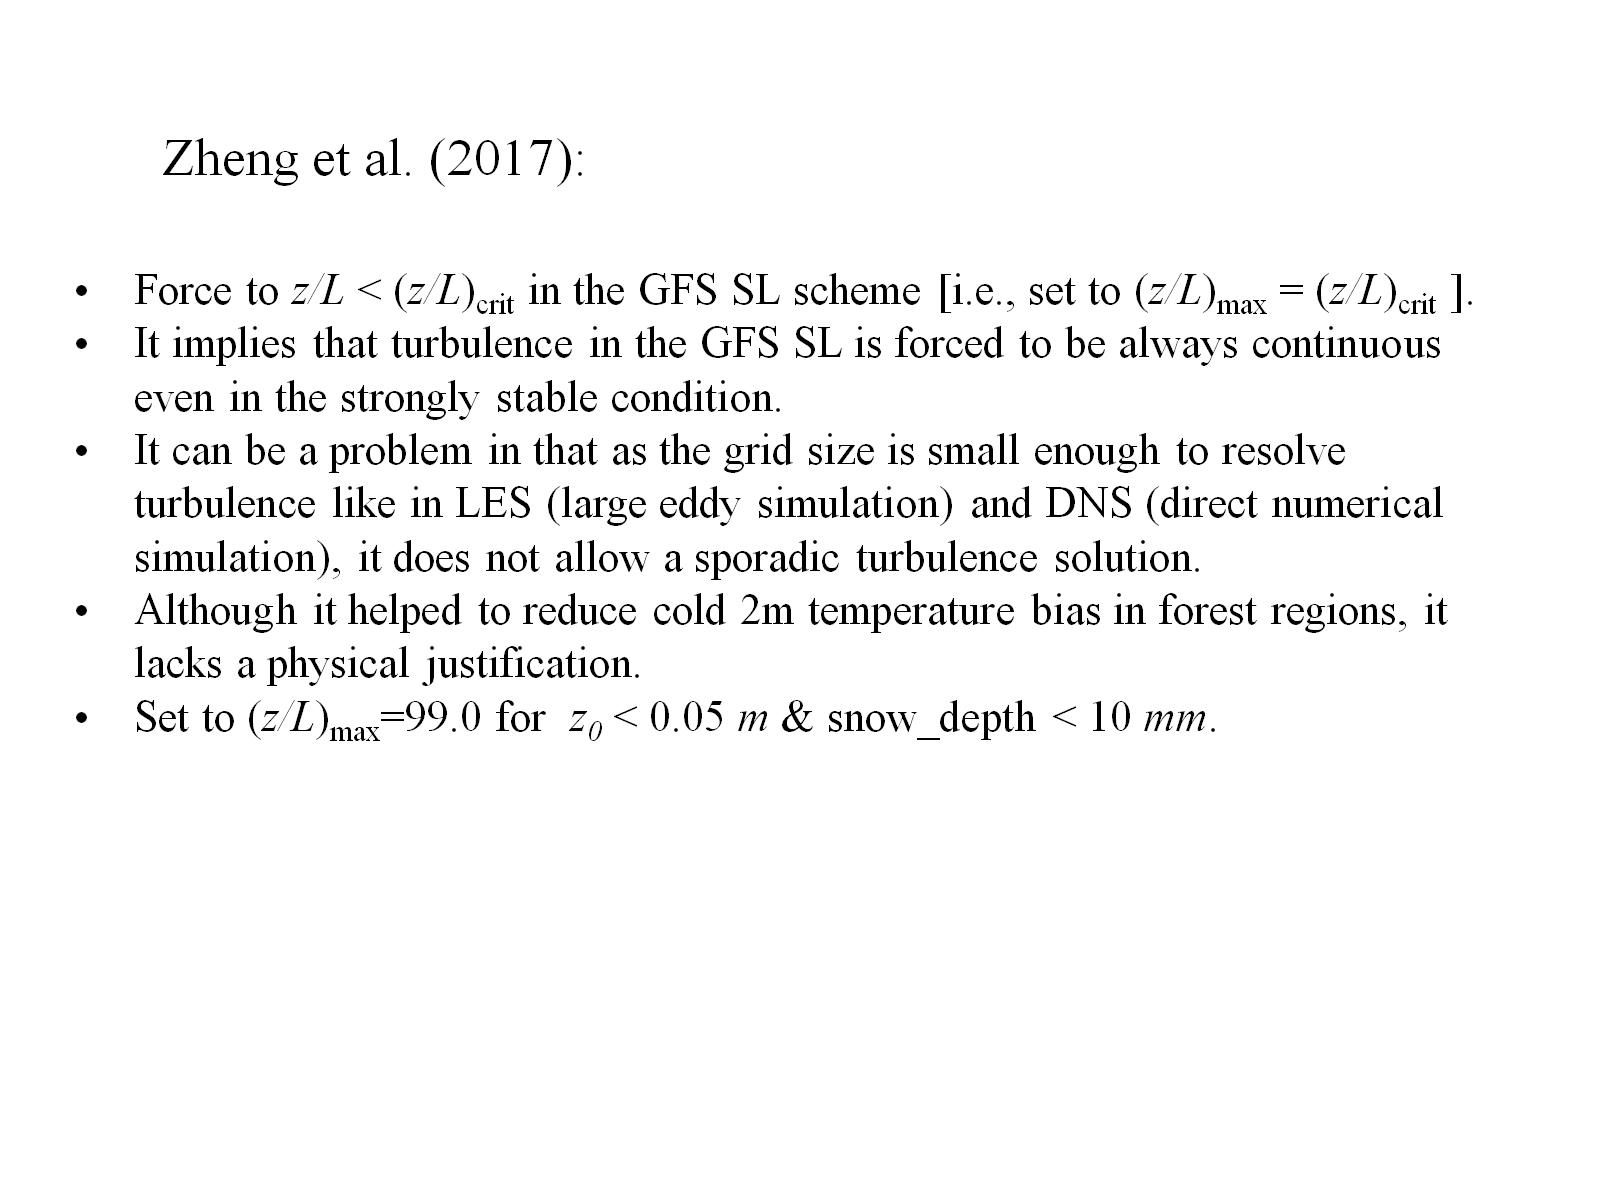 Zheng et al. (2017):
• Force to z/L < (z/L)crit in the GFS SL scheme [i.e., set to (z/L)max = (z/L)crit ].
• It implies that turbulence in the GFS SL is forced to be always continuous
even in the strongly stable condition.
• It can be a problem in that as the grid size is small enough to resolve
turbulence like in LES (large eddy simulation) and DNS (direct numerical
simulation), it does not allow a sporadic turbulence solution.
• Although it helped to reduce cold 2m temperature bias in forest regions, it
lacks a physical justification.
• Set to (z/L)max=99.0 for z0 < 0.05 m & snow_depth < 10 mm.